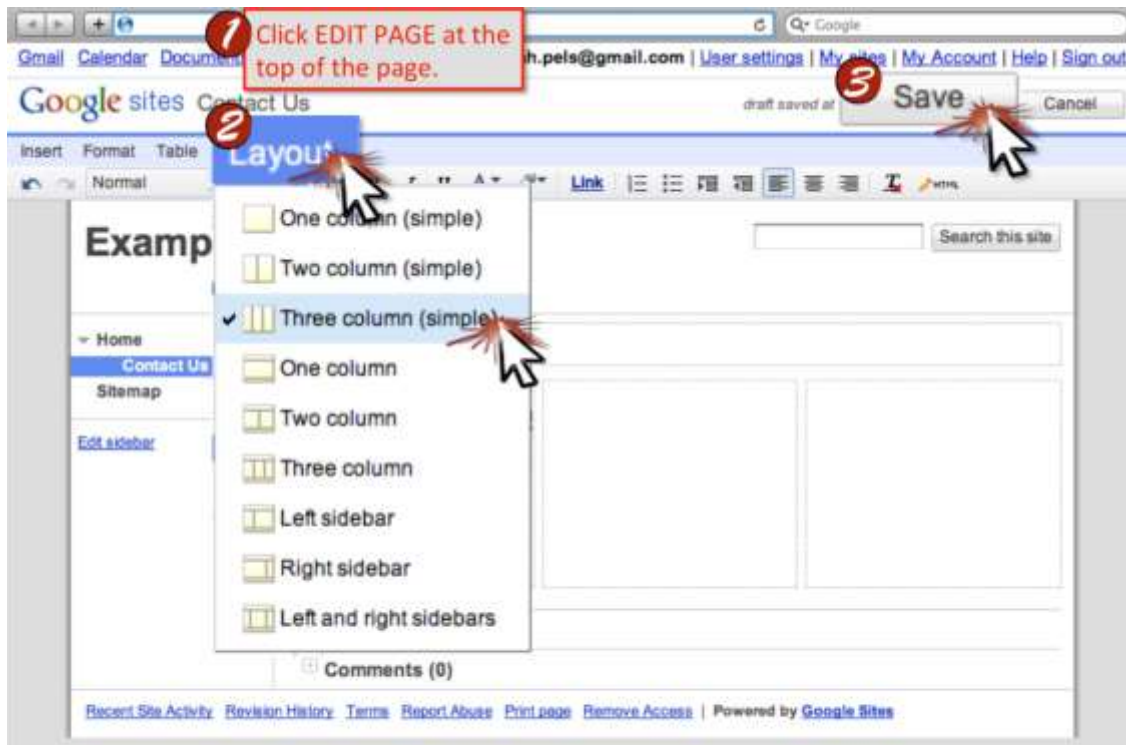 Google
1 Click EDIT PAGE at the
top of the page.
Gmail Calendar h.pels@gmail.com | User settings | My sites | My Account | Help | Sign out
Google sites Contact Us draft saved at 3 Save Cancel
2
Insert Format Table Layout
Normal Link HTML
Examp Search this site
One column (simple)
Two column (simple)
Three column (simple)
One column
Two column
Three column
Left sidebar
Right sidebar
Left and right sidebars
Home
Contact Us
Sitemap
Edit sidebar
Comments (0)
Recent Site Activity Revision History Terms Report Abuse Print page Remove Access | Powered by Google Sites